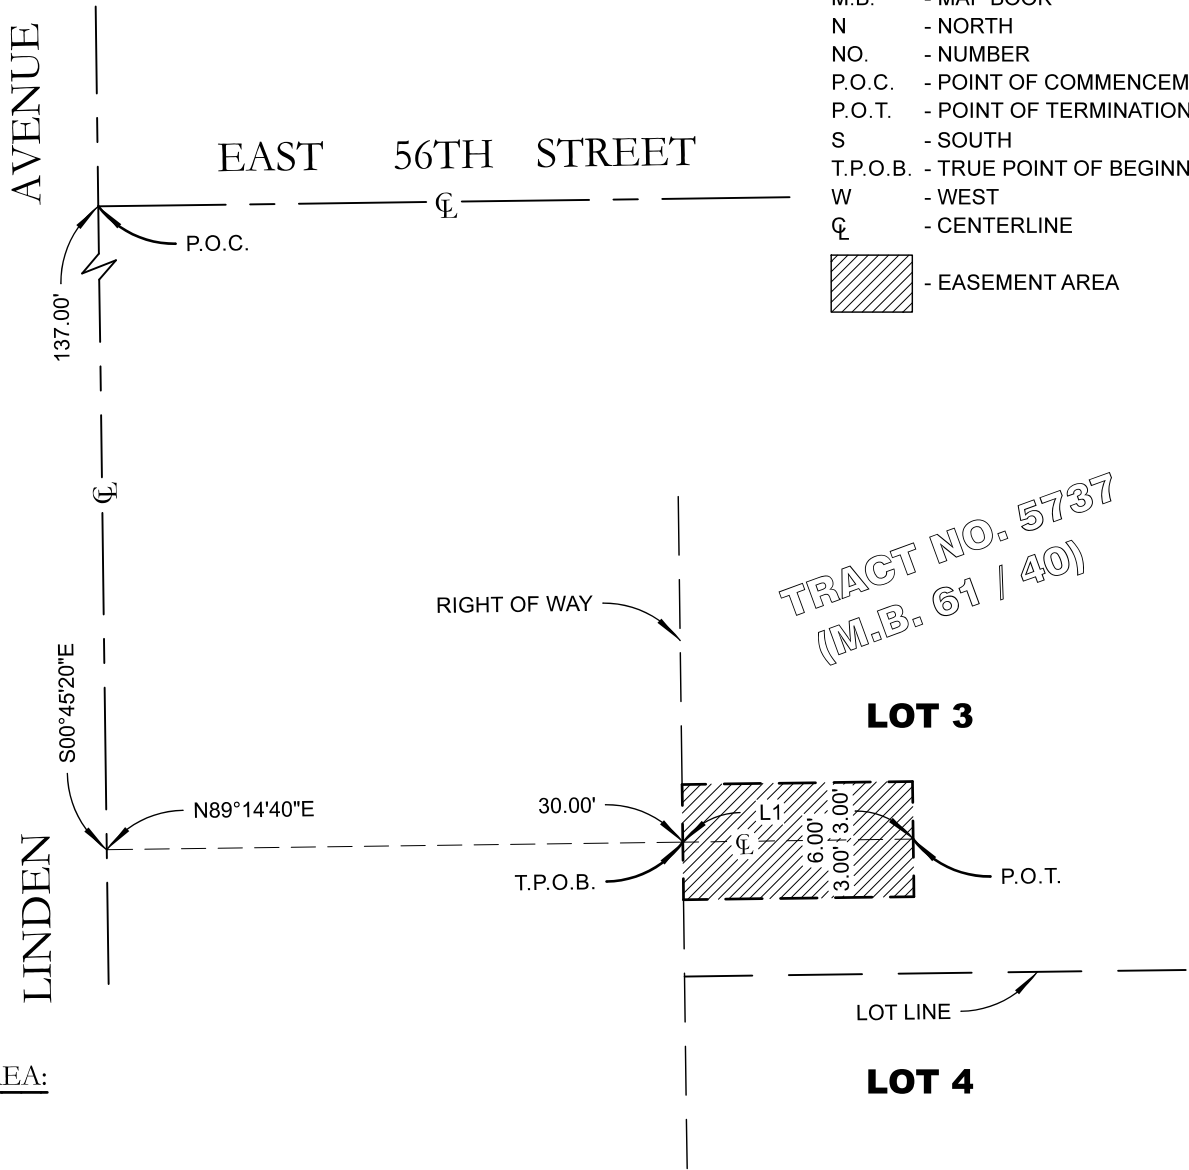 M.B. - MAP BOOK
N - NORTH
NO. - NUMBER
P.O.C. - POINT OF COMMENCEM
P.O.T. - POINT OF TERMINATION
S - SOUTH
T.P.O.B. - TRUE POINT OF BEGINN
W - WEST
℄ - CENTERLINE
- EASEMENT AREA
AVENUE
EAST 56TH STREET
℄
P.O.C.
137.00'
℄
TRACT NO. 5737
(M.B. 61 / 40)
RIGHT OF WAY
S00°45'20"E
LOT 3
N89°14'40"E
30.00'
L1
℄
6.00'
3.00'
3.00'
T.P.O.B.
P.O.T.
LINDEN
LOT LINE
EA:
LOT 4